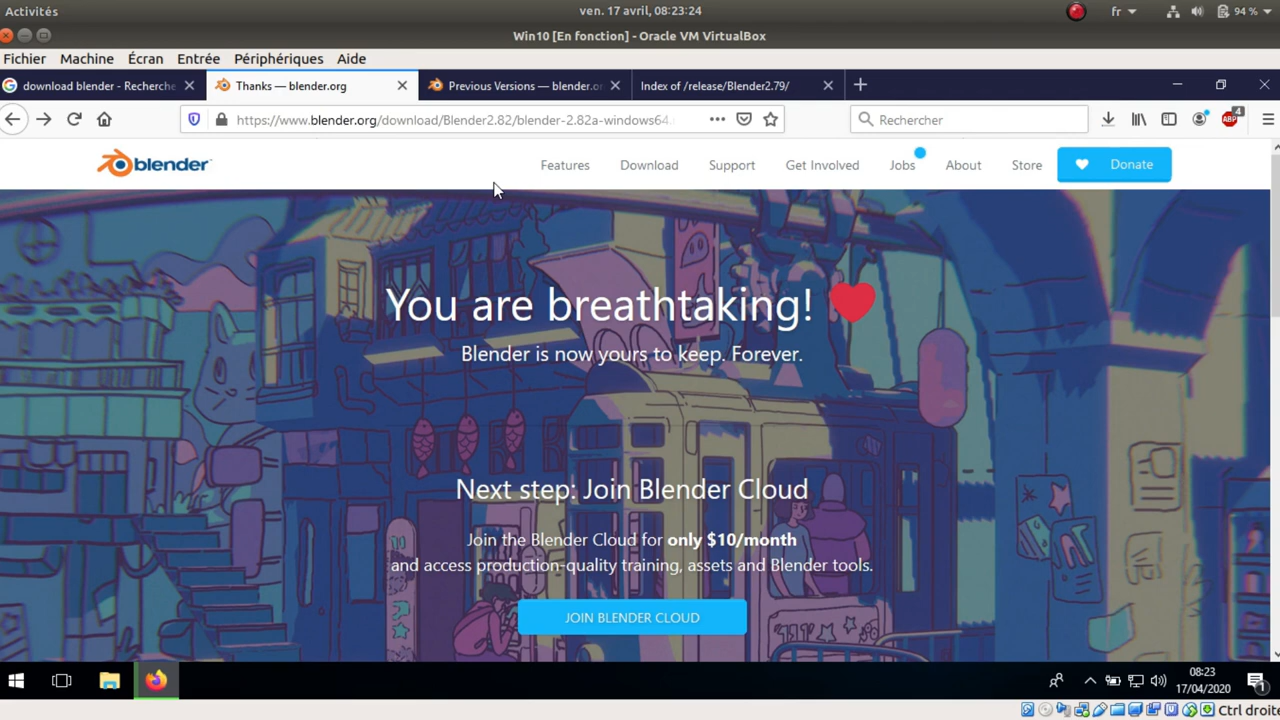 Activités
ven. 17 avril, 08:23:24
fr
94 %
Win10 [En fonction] - Oracle VM VirtualBox
Fichier Machine Écran Entrée Périphériques Aide
download blender - Recherche
Thanks — blender.org
Previous Versions — blender.or
Index of /release/Blender2.79/
https://www.blender.org/download/Blender2.82/blender-2.82a-windows64.
Rechercher
ABP
4
blender
Features Download Support Get Involved Jobs About Store Donate
You are breathtaking!
Blender is now yours to keep. Forever.
Next step: Join Blender Cloud
Join the Blender Cloud for only $10/month
and access production-quality training, assets and Blender tools.
JOIN BLENDER CLOUD
08:23
17/04/2020
1
Ctrl droite